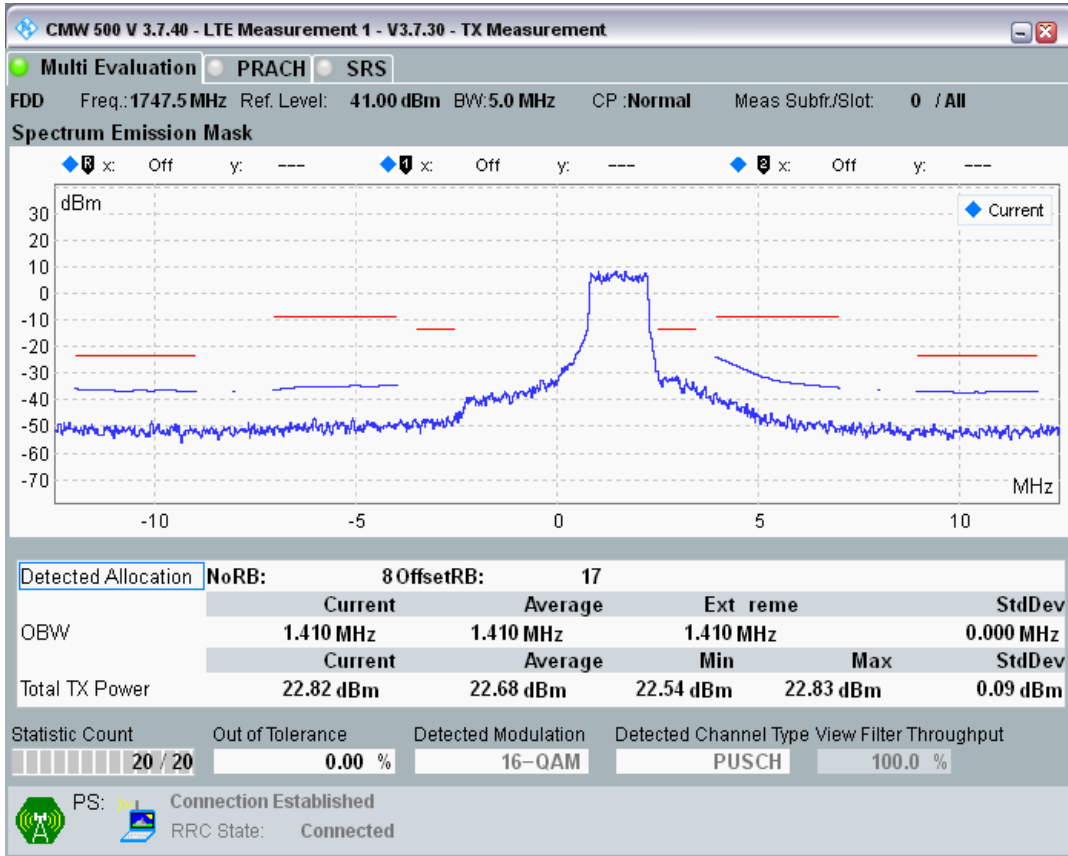 CMW 500 V 3.7.40 - LTE Measurement 1 - V3.7.30 - TX Measurement
Multi Evaluation PRACH SRS
FDD Freq.:1747.5 MHz Ref. Level: 41.00 dBm BW:5.0 MHz CP :Normal Meas Subfr./Slot: 0 / All
Spectrum Emission Mask
R x: Off y: --- 1 x: Off y: --- 2 x: Off y: ---
dBm
Current
30
20
10
0
-10
-20
-30
-40
-50
-60
-70
MHz
-10 -5 0 5 10
Detected Allocation NoRB: 8 OffsetRB: 17
Current Average Ext reme StdDev
OBW 1.410 MHz 1.410 MHz 1.410 MHz 0.000 MHz
Current Average Min Max StdDev
Total TX Power 22.82 dBm 22.68 dBm 22.54 dBm 22.83 dBm 0.09 dBm
Statistic Count Out of Tolerance Detected Modulation Detected Channel Type View Filter Throughput
20 / 20 0.00 % 16-QAM PUSCH 100.0 %
PS: Connection Established
RRC State: Connected